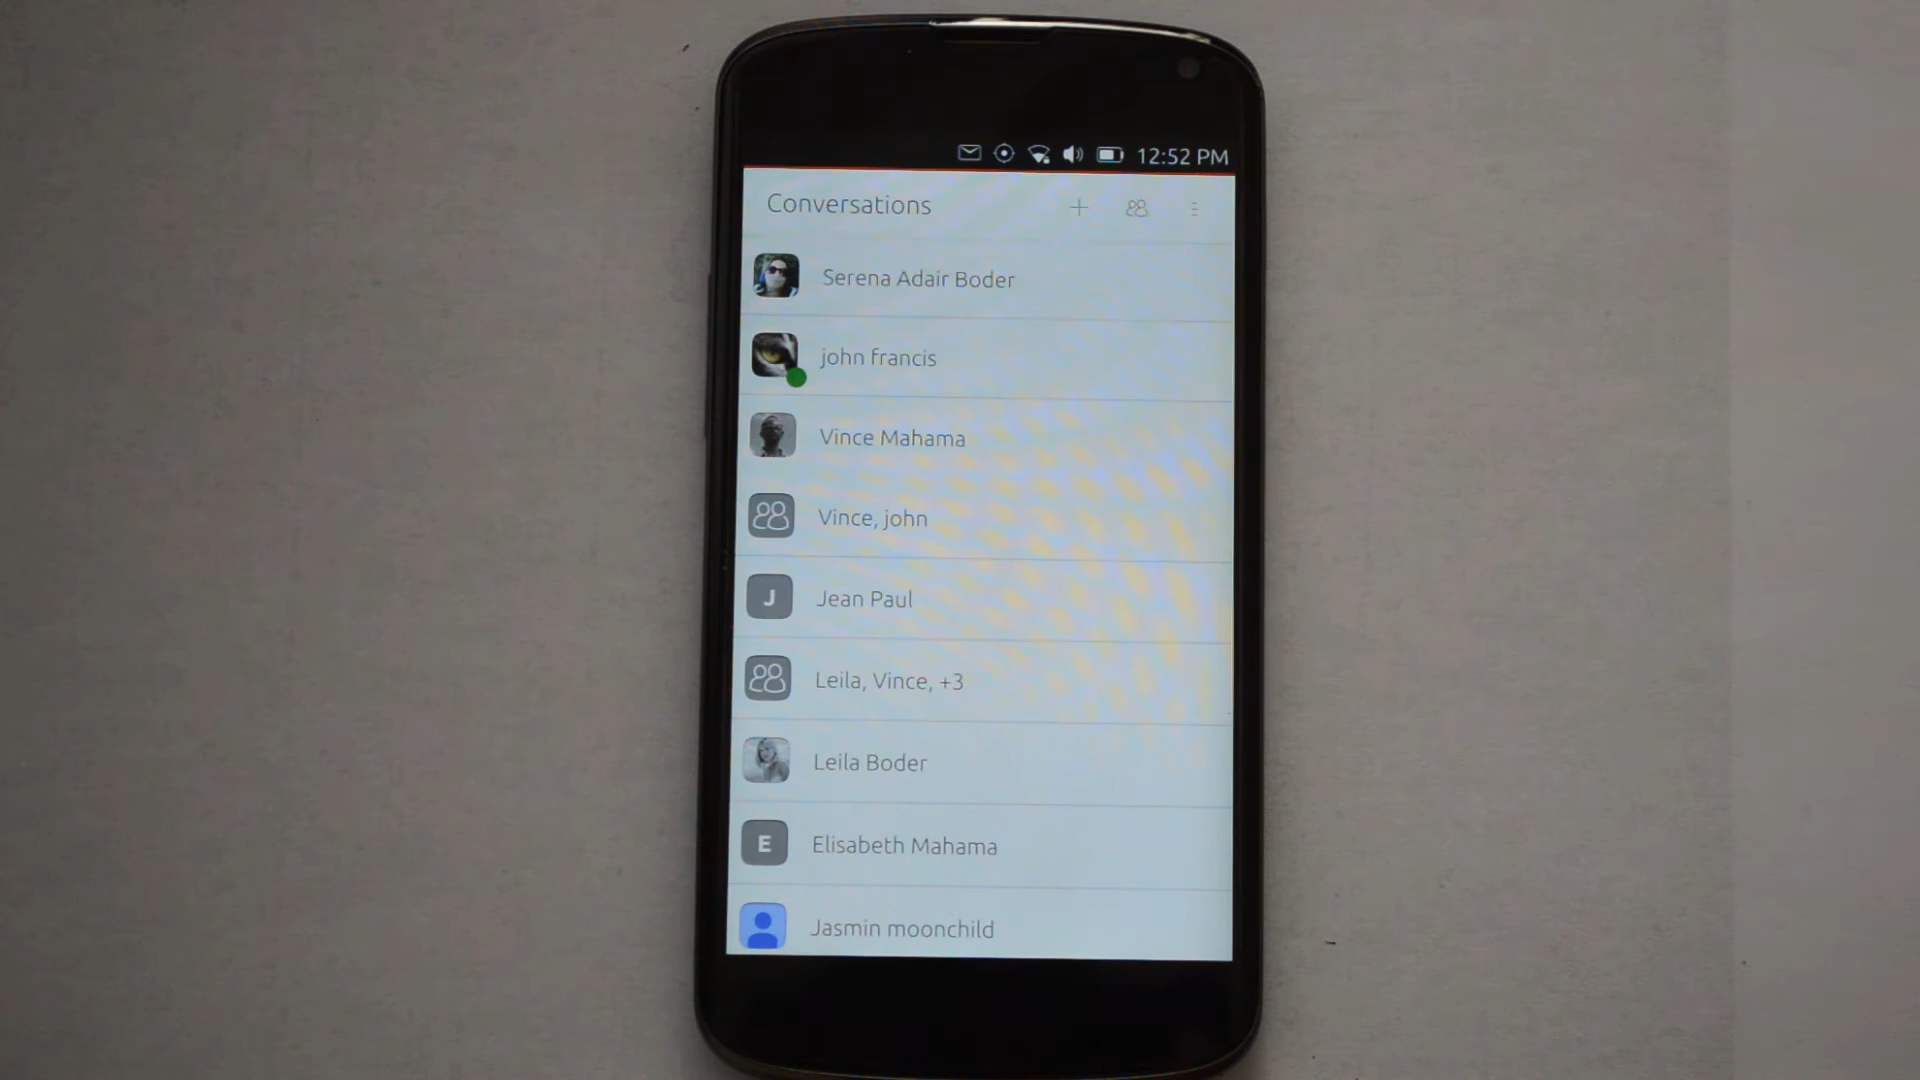 12:52 PM
Conversations
Serena Adair Boder
john francis
Vince Mahama
Vince, john
J
Jean Paul
Leila, Vince, +3
Leila Boder
E
Elisabeth Mahama
Jasmin moonchild